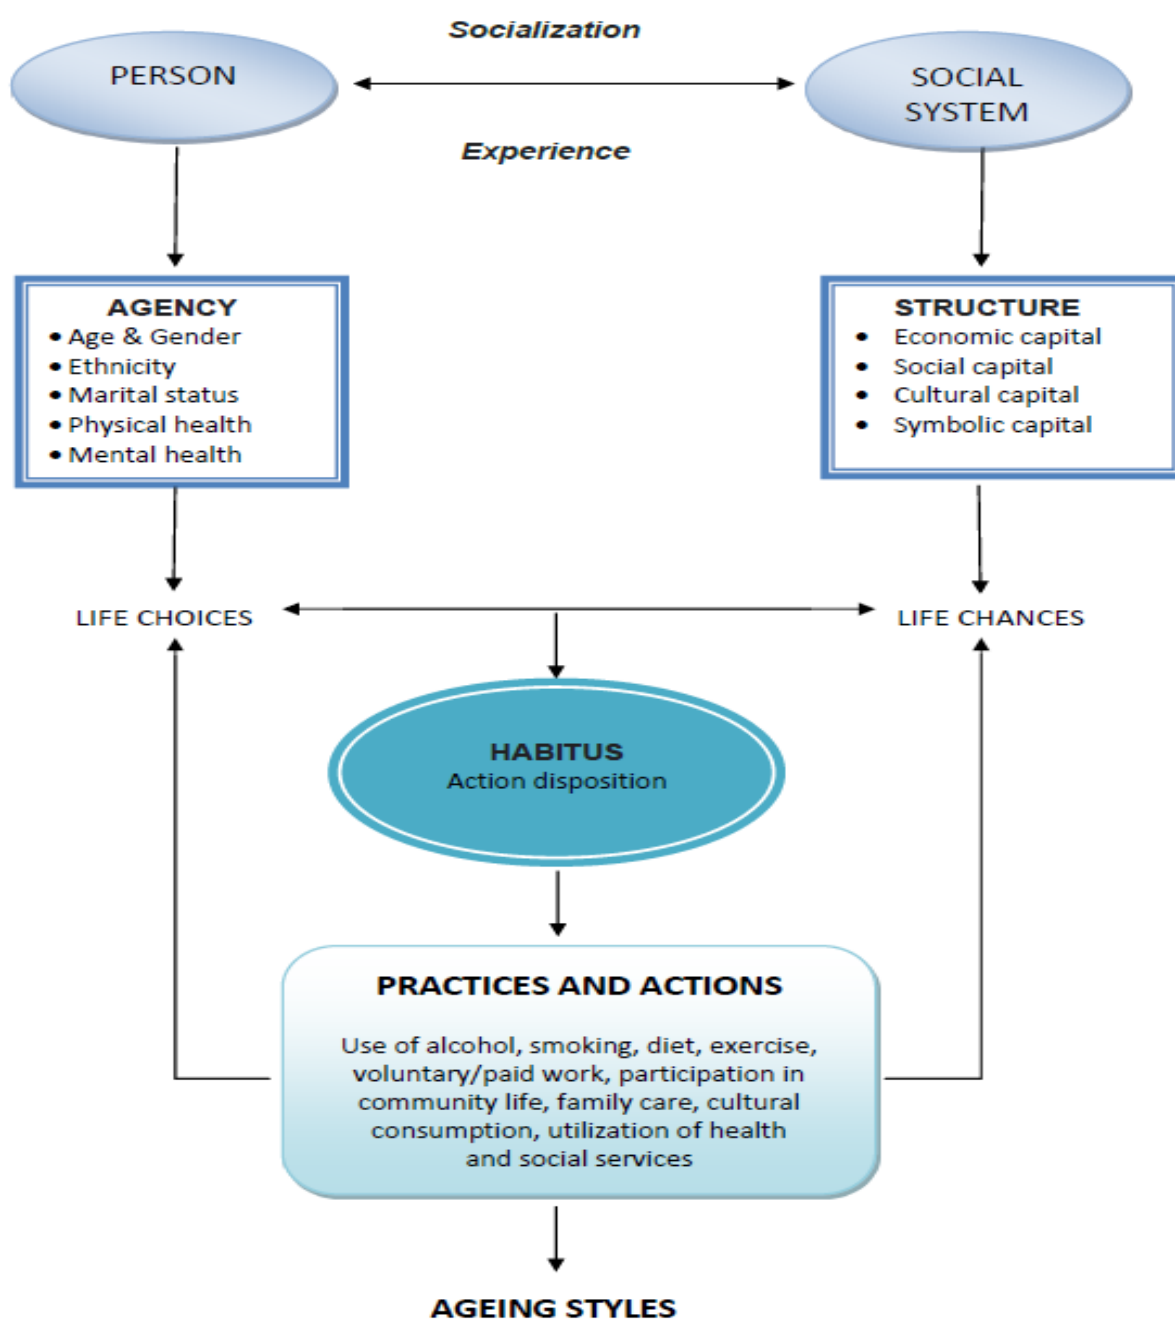 Socialization
PERSON
SOCIAL
SYSTEM
Experience
AGENCY
• Age & Gender
• Ethnicity
• Marital status
• Physical health
• Mental health
STRUCTURE
• Economic capital
• Social capital
• Cultural capital
• Symbolic capital
LIFE CHOICES
LIFE CHANCES
HABITUS
Action disposition
PRACTICES AND ACTIONS
Use of alcohol, smoking, diet, exercise,
voluntary/paid work, participation in
community life, family care, cultural
consumption, utilization of health
and social services
AGEING STYLES